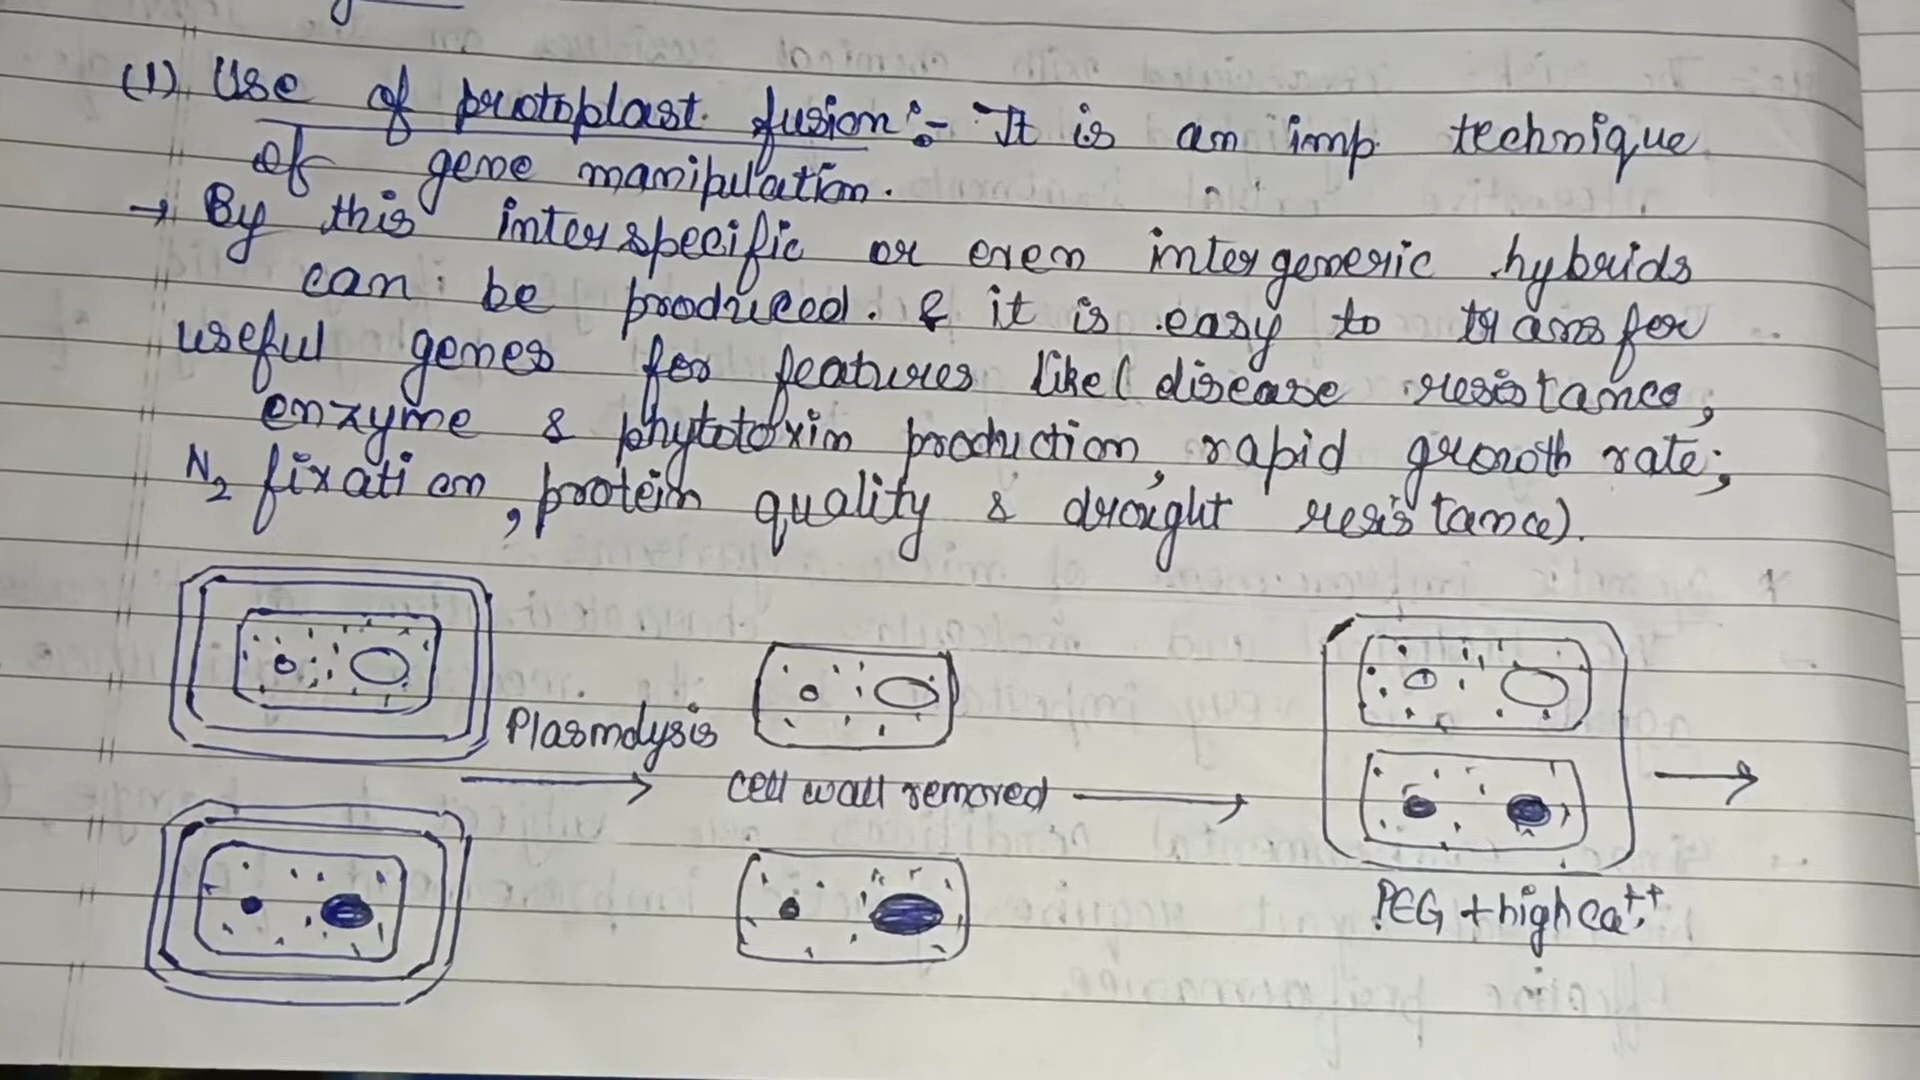 (1) Use of protoplast fusion :- It is an imp technique
of gene manipulation.
→ By this interspecific or even intergeneric hybrids
can be produced. & it is easy to transfer
useful genes for features like (disease resistance,
enzyme & phytotoxin production, rapid growth rate,
N2 fixation, protein quality & drought resistance).
Plasmolysis
cell wall removed
PEG + high ca++